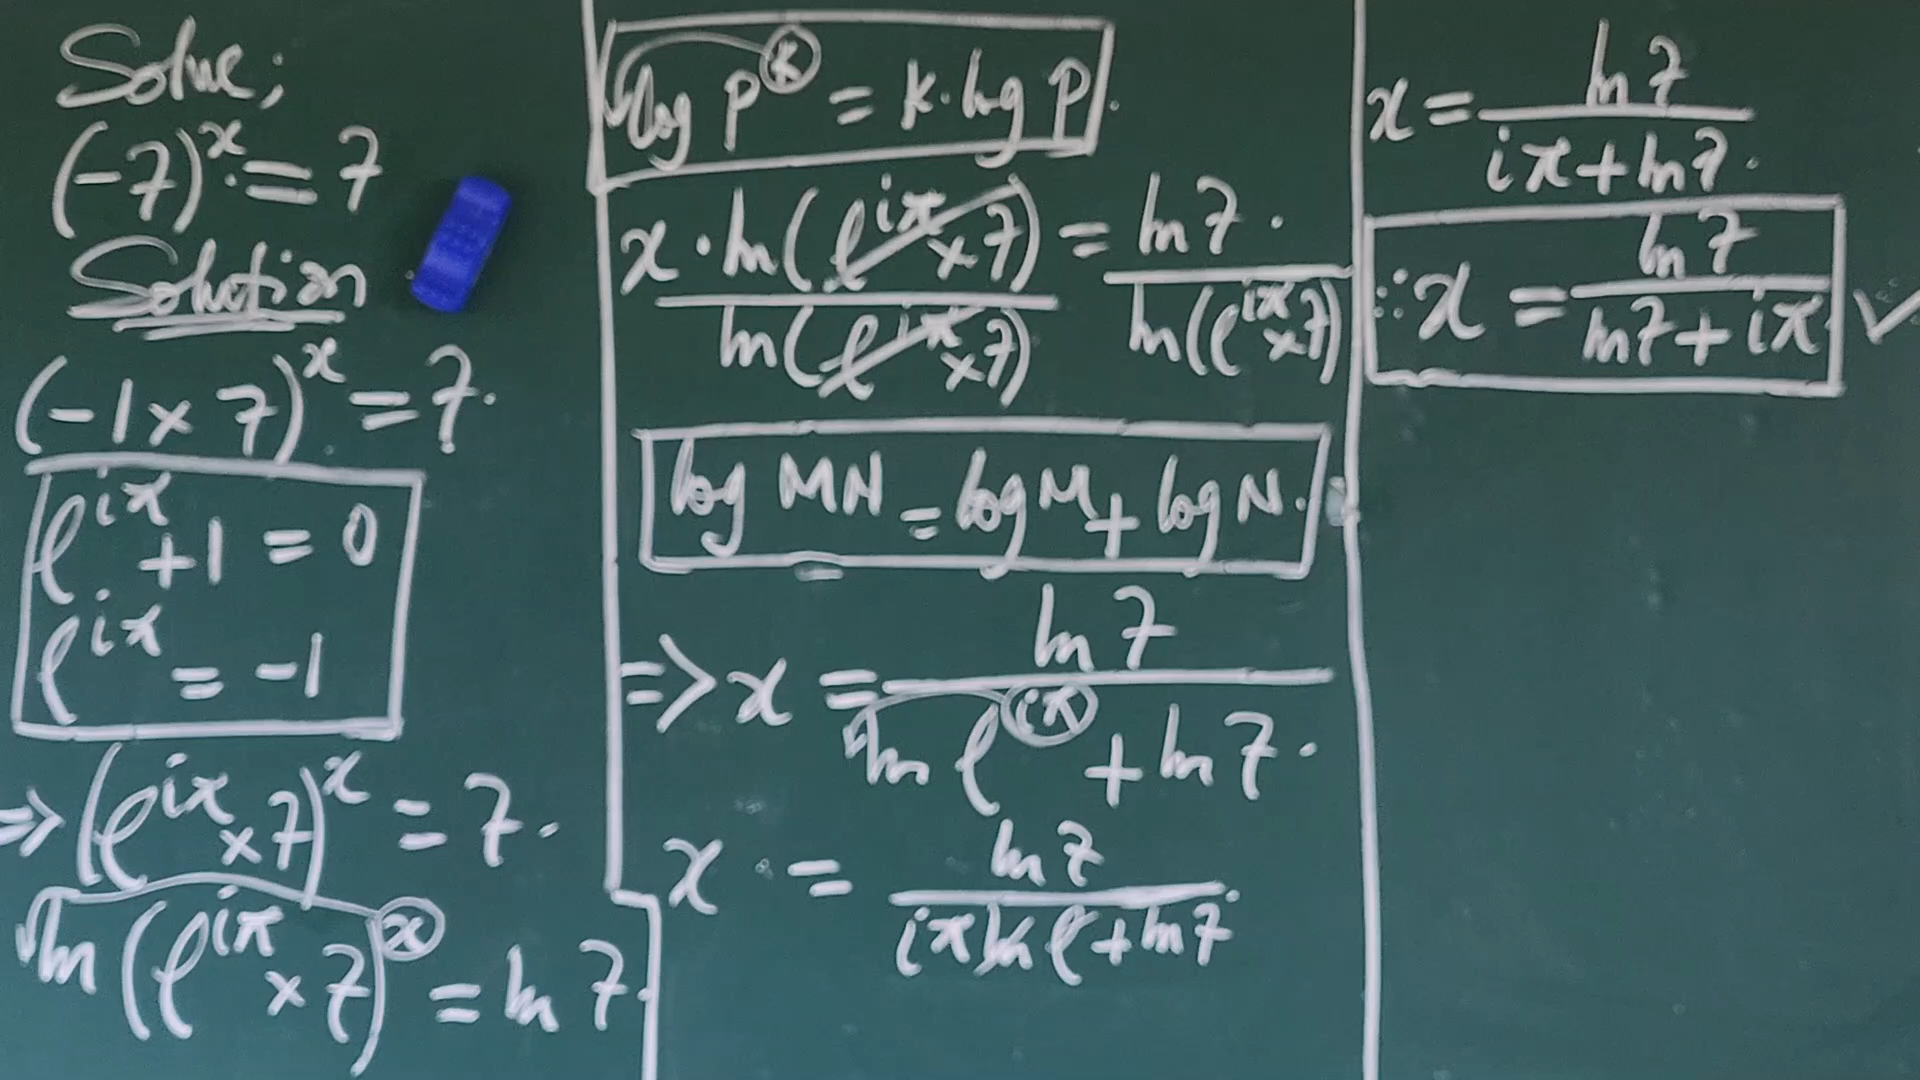 Solve;
(-7)^x = 7
Solution
(-1 × 7)^x = 7.
e^{iπ} + 1 = 0
e^{iπ} = -1
⇒ (e^{iπ} × 7)^x = 7.
ln (e^{iπ} × 7)^x = ln 7.
log P^k = k · log P.
x · ln(e^{iπ} × 7) / ln(e^{iπ} × 7) = ln 7 · / ln(e^{iπ} × 7)
log MN = log M + log N.
⇒ x = ln 7 / ln e^{iπ} + ln 7.
x = ln 7 / iπ ln e + ln 7
x = ln 7 / iπ + ln 7.
∴ x = ln 7 / ln 7 + iπ ✓